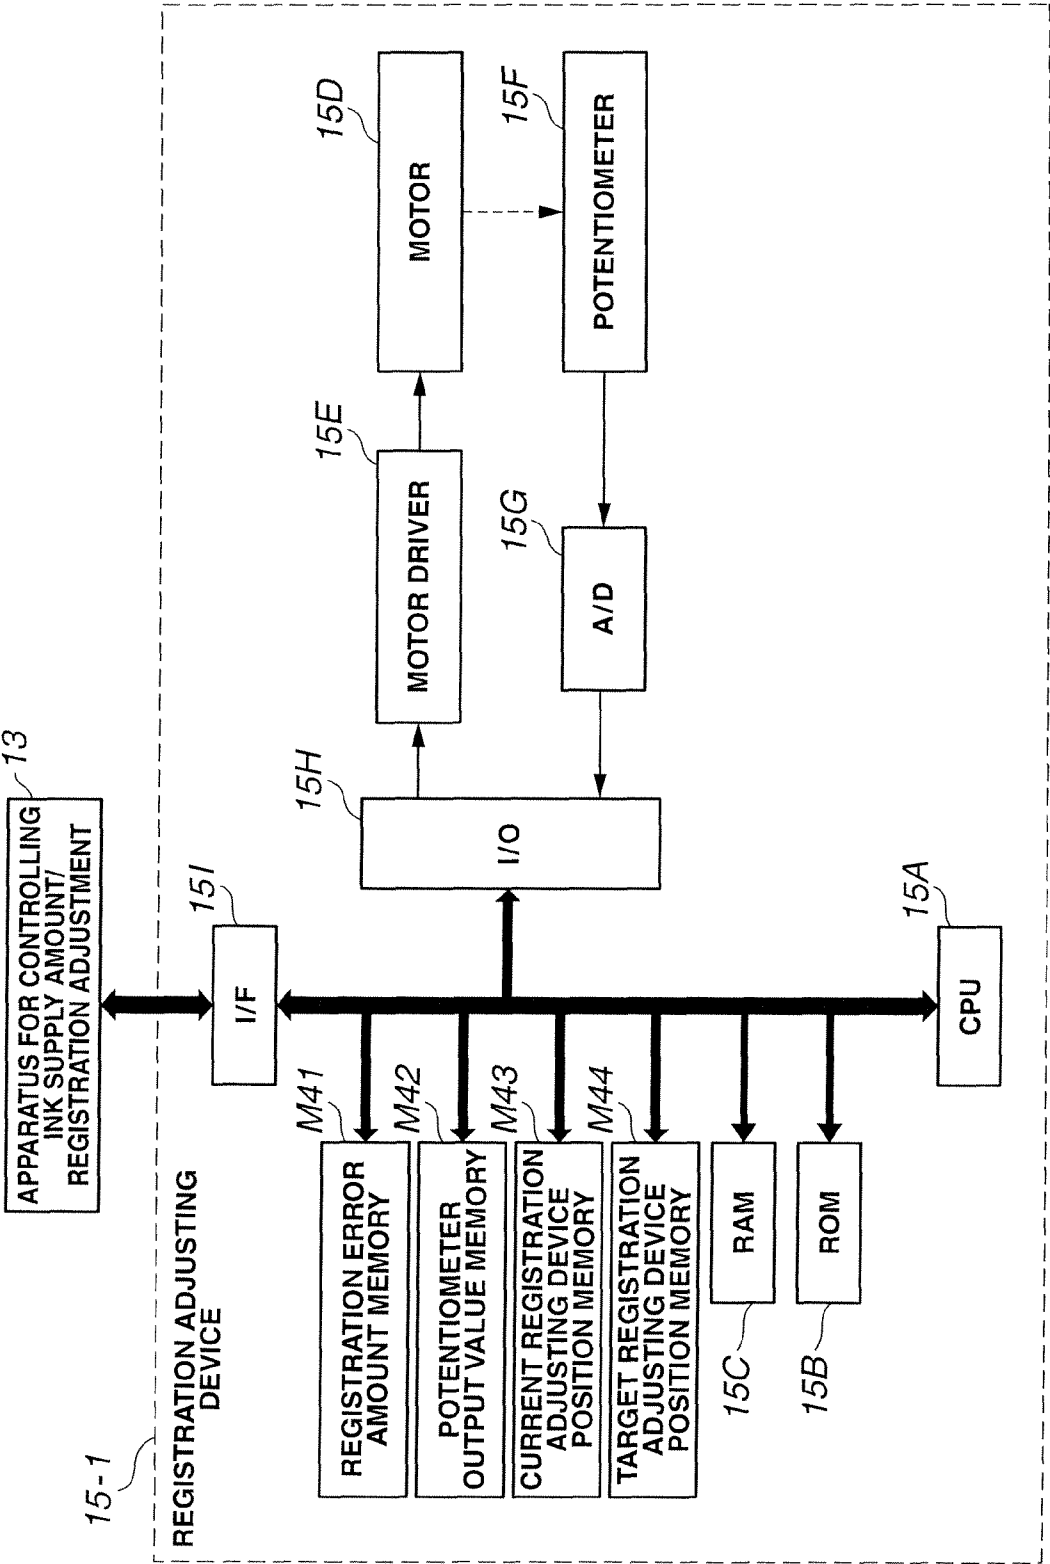 15-1
REGISTRATION ADJUSTING
DEVICE
APPARATUS FOR CONTROLLING
INK SUPPLY AMOUNT/
REGISTRATION ADJUSTMENT
13
I/F
15I
M41
REGISTRATION ERROR
AMOUNT MEMORY
M42
POTENTIOMETER
OUTPUT VALUE MEMORY
M43
CURRENT REGISTRATION
ADJUSTING DEVICE
POSITION MEMORY
M44
TARGET REGISTRATION
ADJUSTING DEVICE
POSITION MEMORY
RAM
15C
ROM
15B
CPU
15A
I/O
15H
MOTOR DRIVER
15E
MOTOR
15D
A/D
15G
POTENTIOMETER
15F